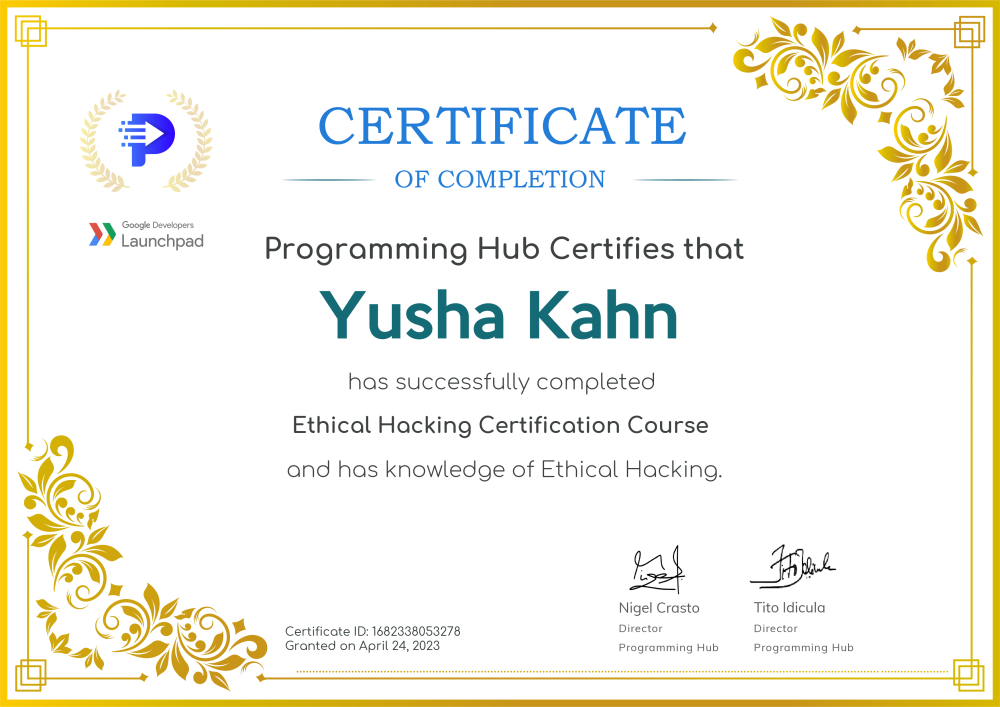 CERTIFICATE
OF COMPLETION
Google Developers
Launchpad
Programming Hub Certifies that
Yusha Kahn
has successfully completed
Ethical Hacking Certification Course
and has knowledge of Ethical Hacking.
Nigel Crasto
Director
Programming Hub
Tito Idicula
Director
Programming Hub
Certificate ID: 1682338053278
Granted on April 24, 2023